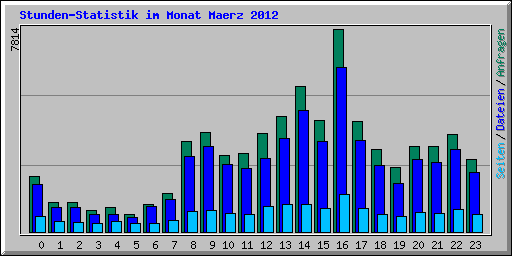 Stunden-Statistik im Monat Maerz 2012
7814
Seiten / Dateien / Anfragen
0 1 2 3 4 5 6 7 8 9 10 11 12 13 14 15 16 17 18 19 20 21 22 23